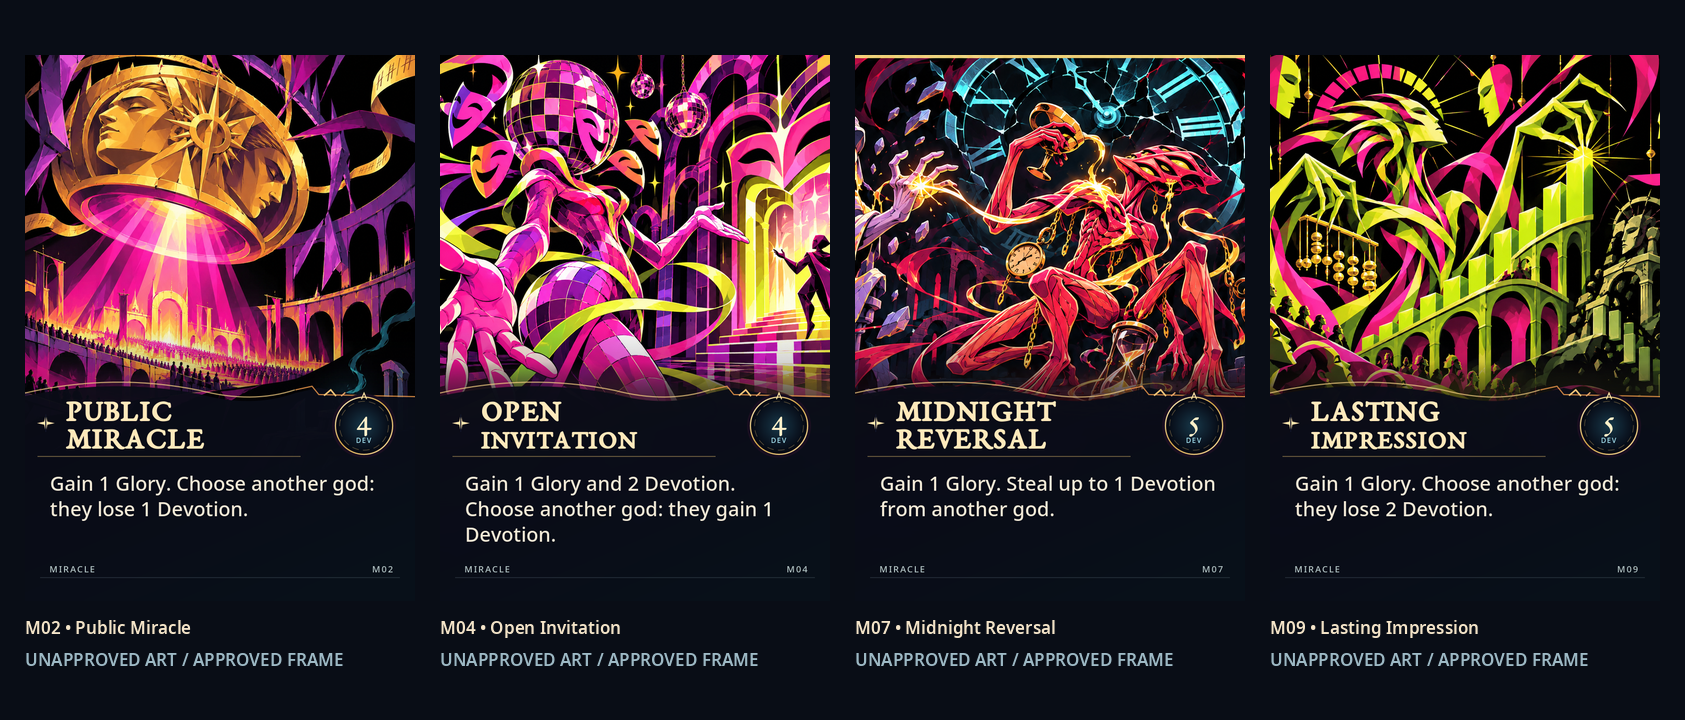 PUBLIC
MIRACLE
4
DEV
Gain 1 Glory. Choose another god:
they lose 1 Devotion.
MIRACLE
M02
M02 • Public Miracle
UNAPPROVED ART / APPROVED FRAME
OPEN
INVITATION
4
DEV
Gain 1 Glory and 2 Devotion.
Choose another god: they gain 1
Devotion.
MIRACLE
M04
M04 • Open Invitation
UNAPPROVED ART / APPROVED FRAME
MIDNIGHT
REVERSAL
5
DEV
Gain 1 Glory. Steal up to 1 Devotion
from another god.
MIRACLE
M07
M07 • Midnight Reversal
UNAPPROVED ART / APPROVED FRAME
LASTING
IMPRESSION
5
DEV
Gain 1 Glory. Choose another god:
they lose 2 Devotion.
MIRACLE
M09
M09 • Lasting Impression
UNAPPROVED ART / APPROVED FRAME